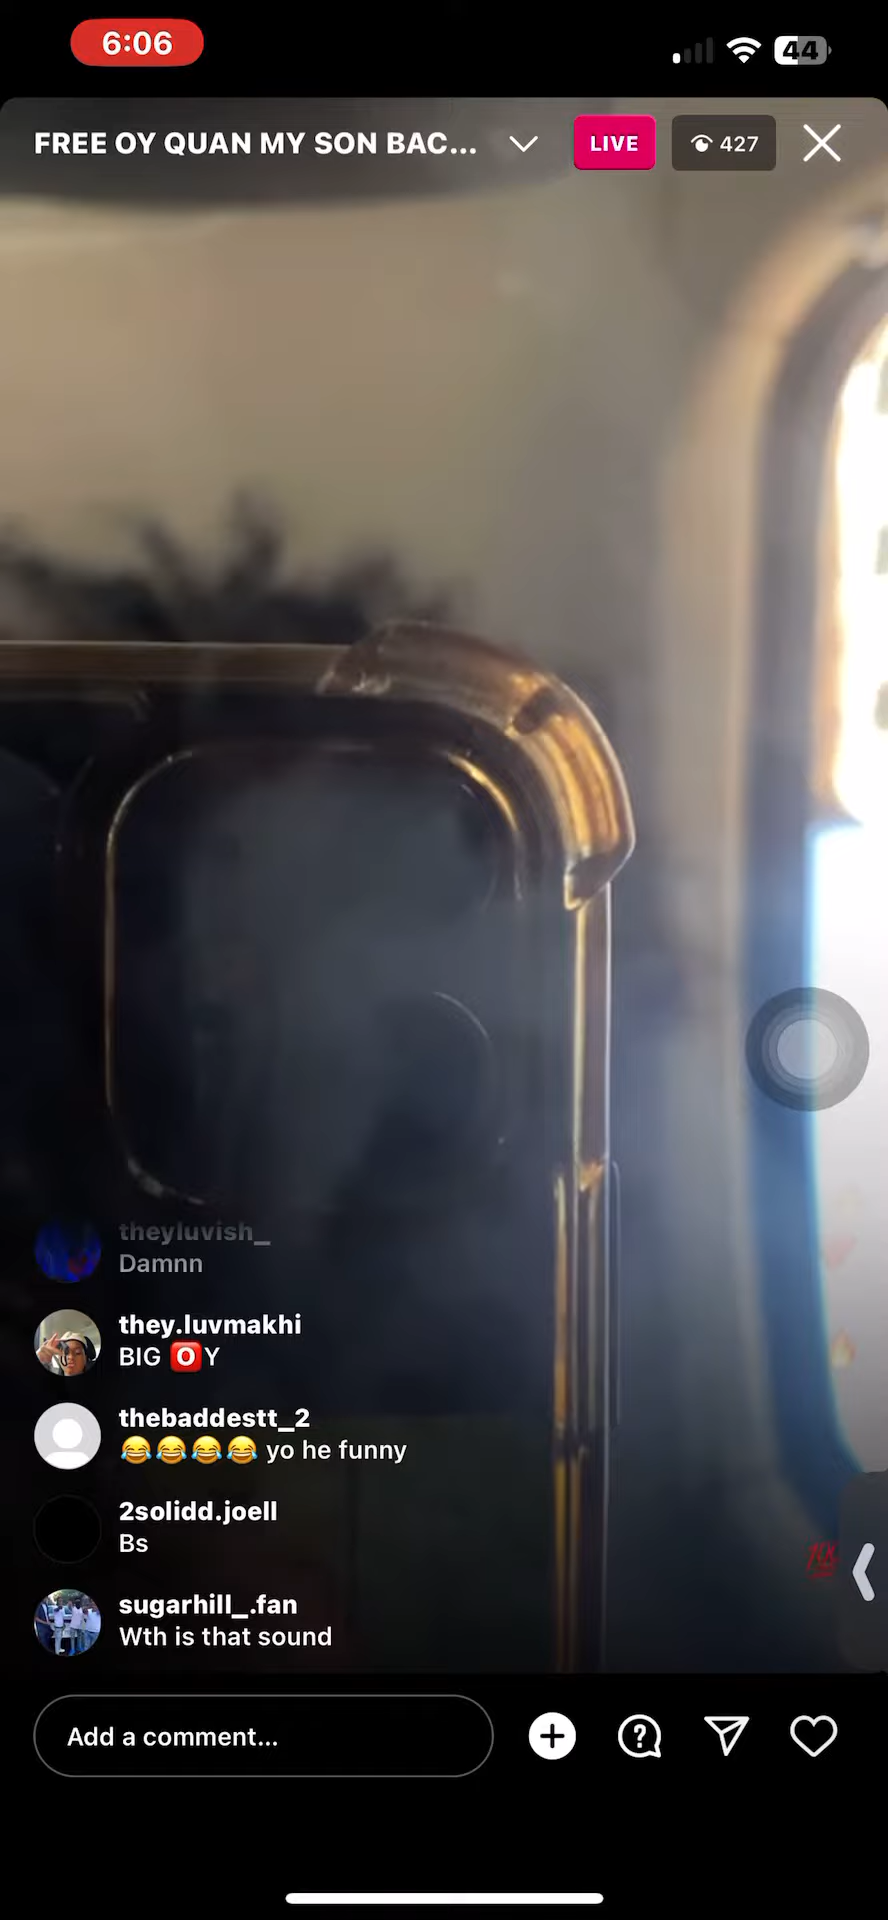 6:06
44
FREE OY QUAN MY SON BAC...
LIVE
427
theyluvish_
Damnn
they.luvmakhi
BIG 🅾️Y
thebaddestt_2
😂😂😂😂 yo he funny
2solidd.joell
Bs
sugarhill_.fan
Wth is that sound
💯
Add a comment...